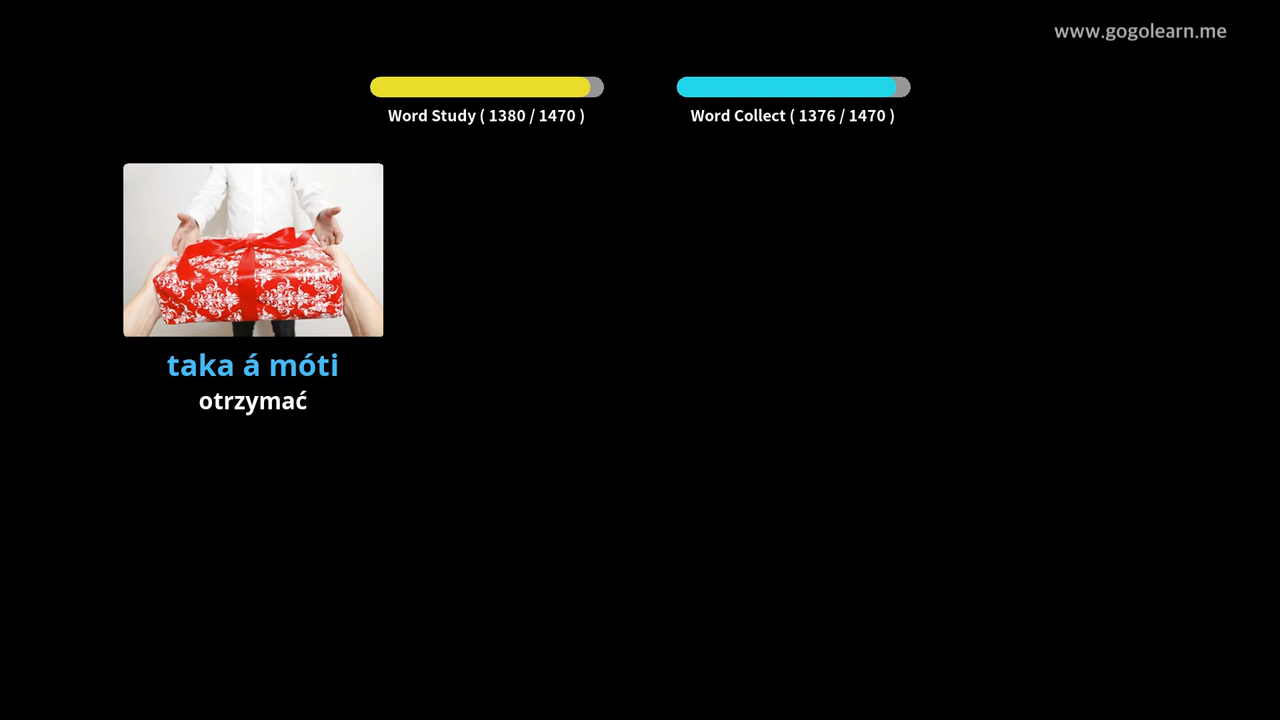 www.gogolearn.me
Word Study ( 1380 / 1470 )
Word Collect ( 1376 / 1470 )
taka á móti
otrzymać